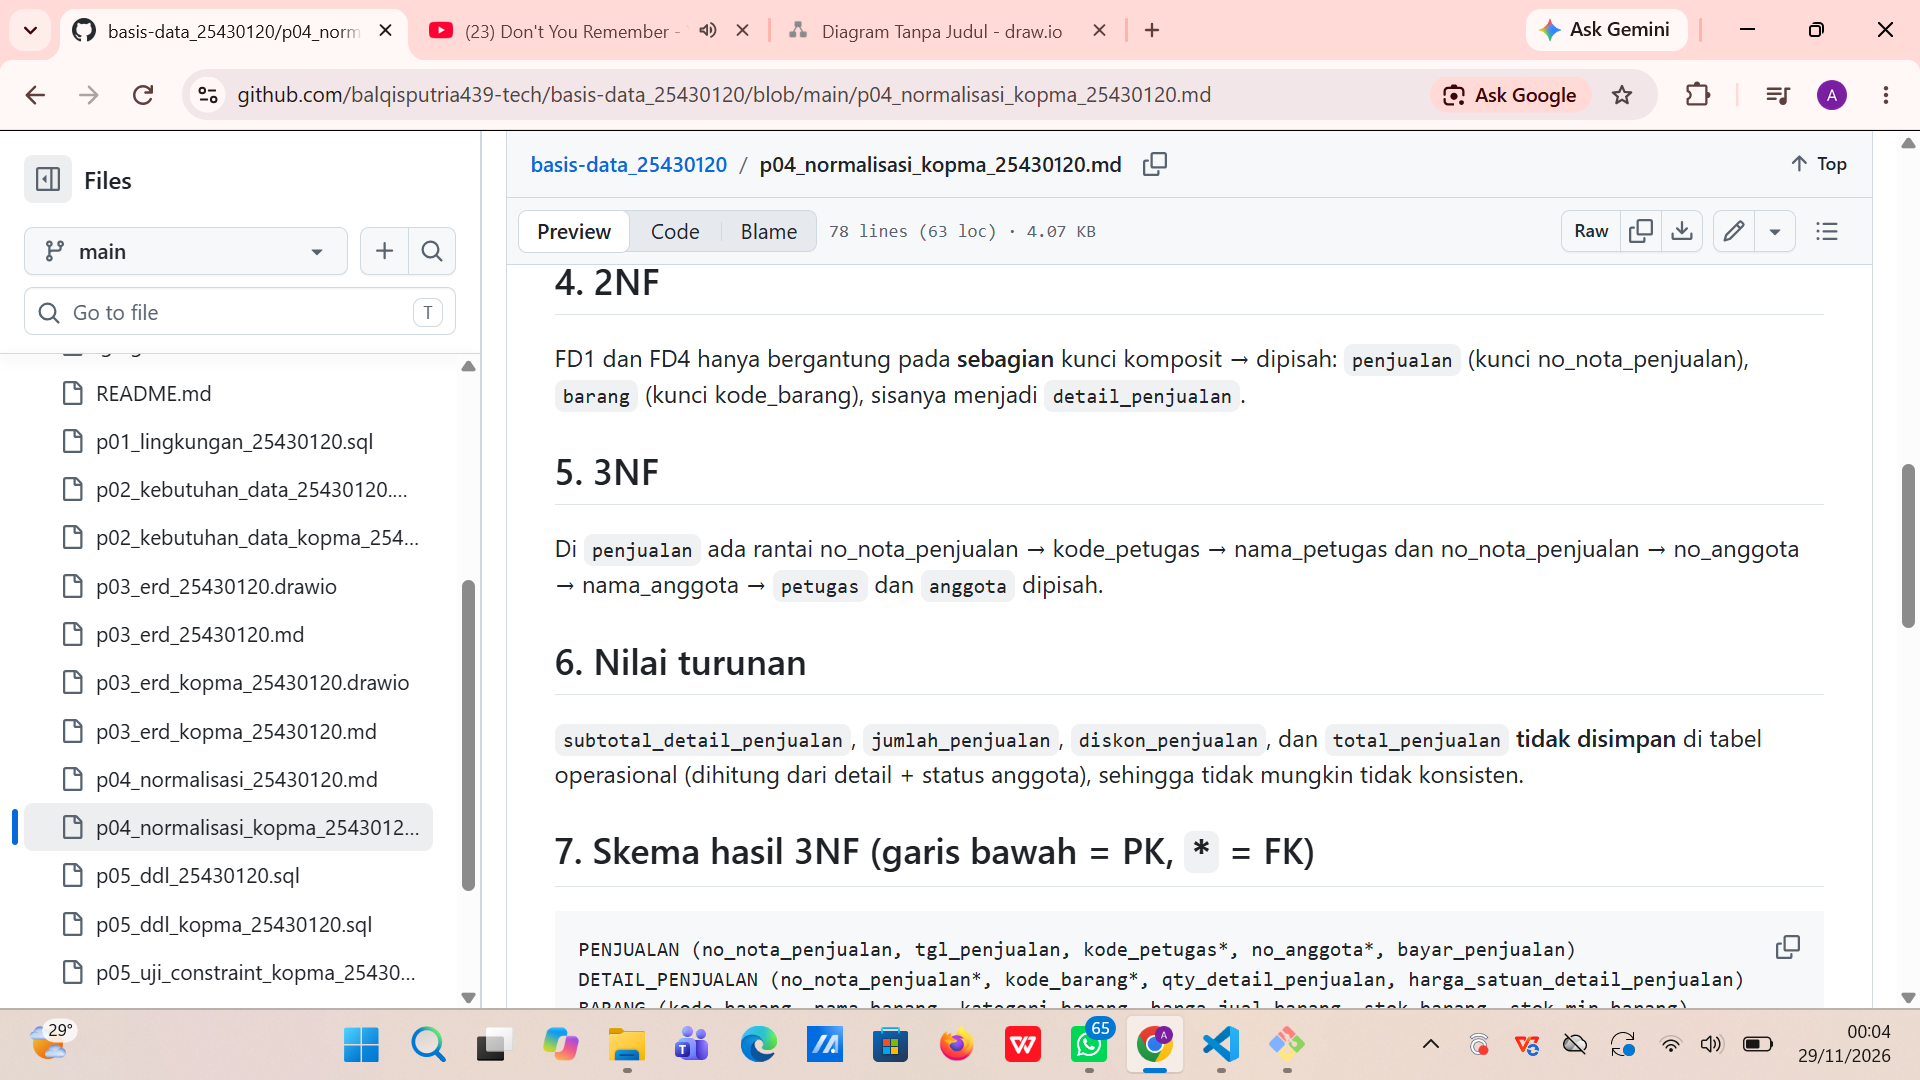 basis-data_25430120/p04_norm
(23) Don't You Remember -
Diagram Tanpa Judul - draw.io
Ask Gemini
github.com/balqisputria439-tech/basis-data_25430120/blob/main/p04_normalisasi_kopma_25430120.md
Ask Google
A
Files
basis-data_25430120 / p04_normalisasi_kopma_25430120.md
Top
main
Preview Code Blame 78 lines (63 loc) · 4.07 KB
Raw
Go to file T
README.md
p01_lingkungan_25430120.sql
p02_kebutuhan_data_25430120....
p02_kebutuhan_data_kopma_254...
p03_erd_25430120.drawio
p03_erd_25430120.md
p03_erd_kopma_25430120.drawio
p03_erd_kopma_25430120.md
p04_normalisasi_25430120.md
p04_normalisasi_kopma_2543012...
p05_ddl_25430120.sql
p05_ddl_kopma_25430120.sql
p05_uji_constraint_kopma_25430...
4. 2NF
FD1 dan FD4 hanya bergantung pada sebagian kunci komposit → dipisah: penjualan (kunci no_nota_penjualan),
barang (kunci kode_barang), sisanya menjadi detail_penjualan.
5. 3NF
Di penjualan ada rantai no_nota_penjualan → kode_petugas → nama_petugas dan no_nota_penjualan → no_anggota
→ nama_anggota → petugas dan anggota dipisah.
6. Nilai turunan
subtotal_detail_penjualan, jumlah_penjualan, diskon_penjualan, dan total_penjualan tidak disimpan di tabel
operasional (dihitung dari detail + status anggota), sehingga tidak mungkin tidak konsisten.
7. Skema hasil 3NF (garis bawah = PK, * = FK)
PENJUALAN (no_nota_penjualan, tgl_penjualan, kode_petugas*, no_anggota*, bayar_penjualan)
DETAIL_PENJUALAN (no_nota_penjualan*, kode_barang*, qty_detail_penjualan, harga_satuan_detail_penjualan)
BARANG (kode_barang, nama_barang, kategori_barang, harga_jual_barang, stok_barang, stok_min_barang)
29°
65
00:04
29/11/2026